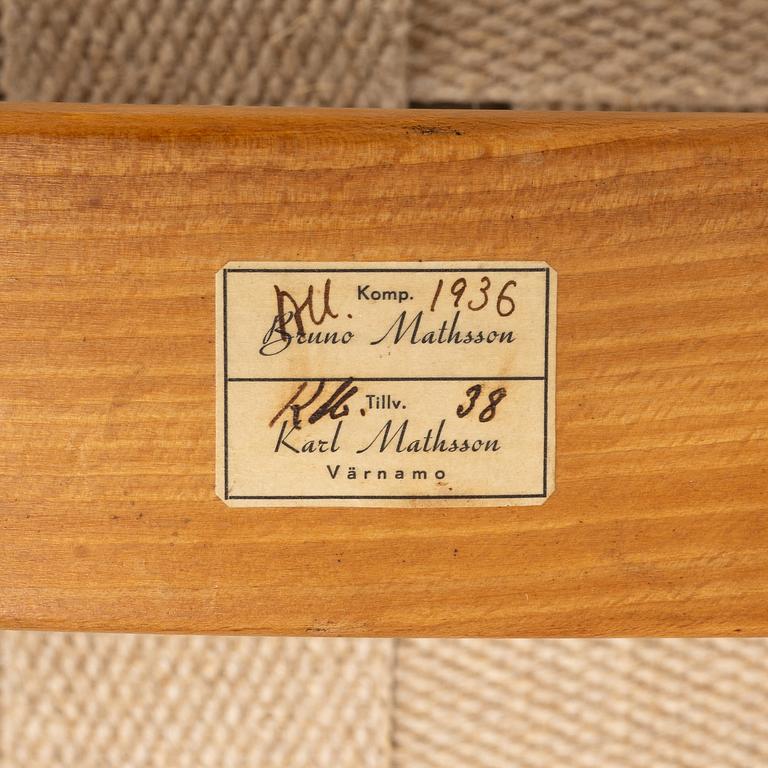 Komp. 1936
Bruno Mathsson
Tillv. 38
Karl Mathsson
Värnamo